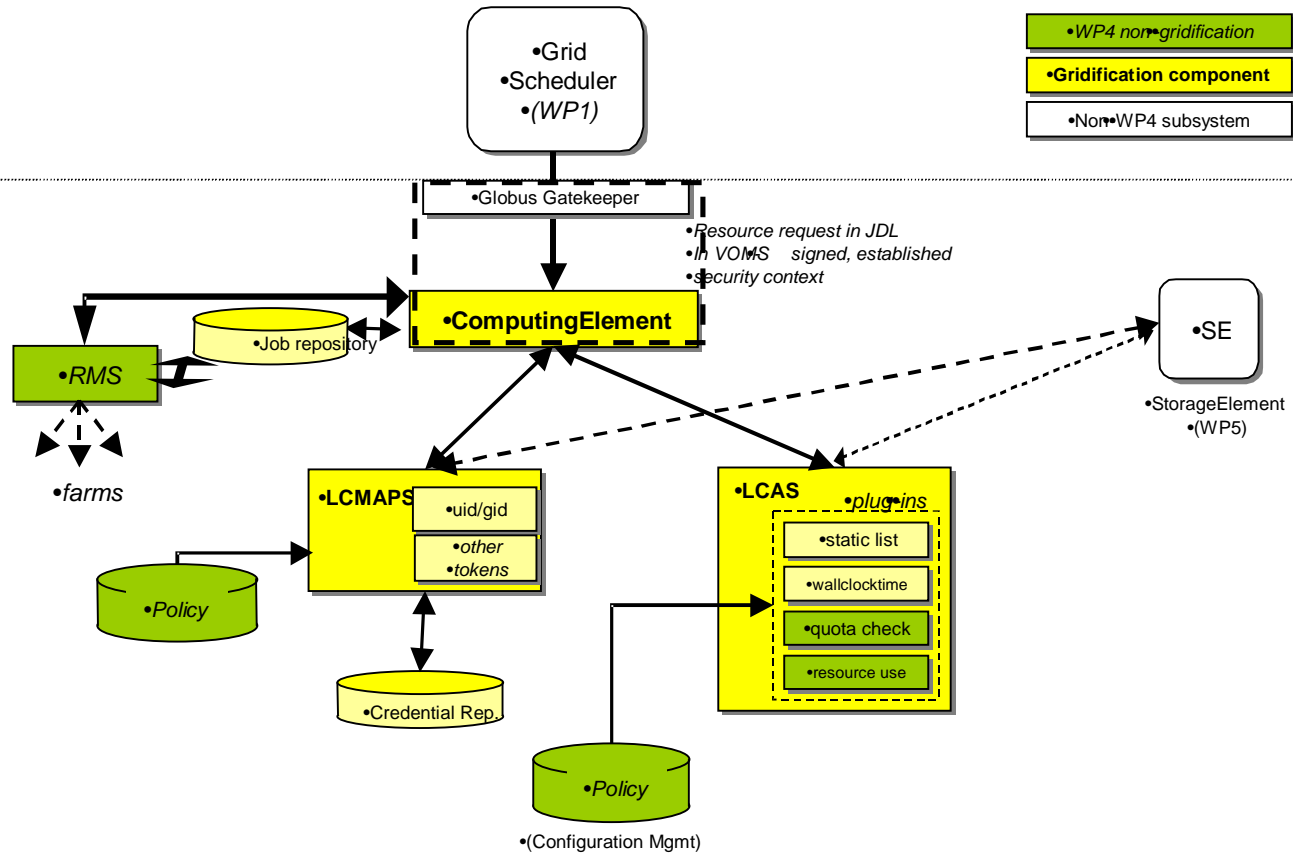 •Grid
•Scheduler
•(WP1)
•WP4 non•-gridification
•Gridification component
•Non•-WP4 subsystem
•Globus Gatekeeper
•Resource request in JDL
•In VOMS•- signed, established
•security context
•ComputingElement
•Job repository
•RMS
•farms
•SE
•StorageElement
•(WP5)
•LCMAPS
•uid/gid
•other
•tokens
•LCAS
•plug•-ins
•static list
•wallclocktime
•quota check
•resource use
•Policy
•Credential Rep.
•Policy
•(Configuration Mgmt)